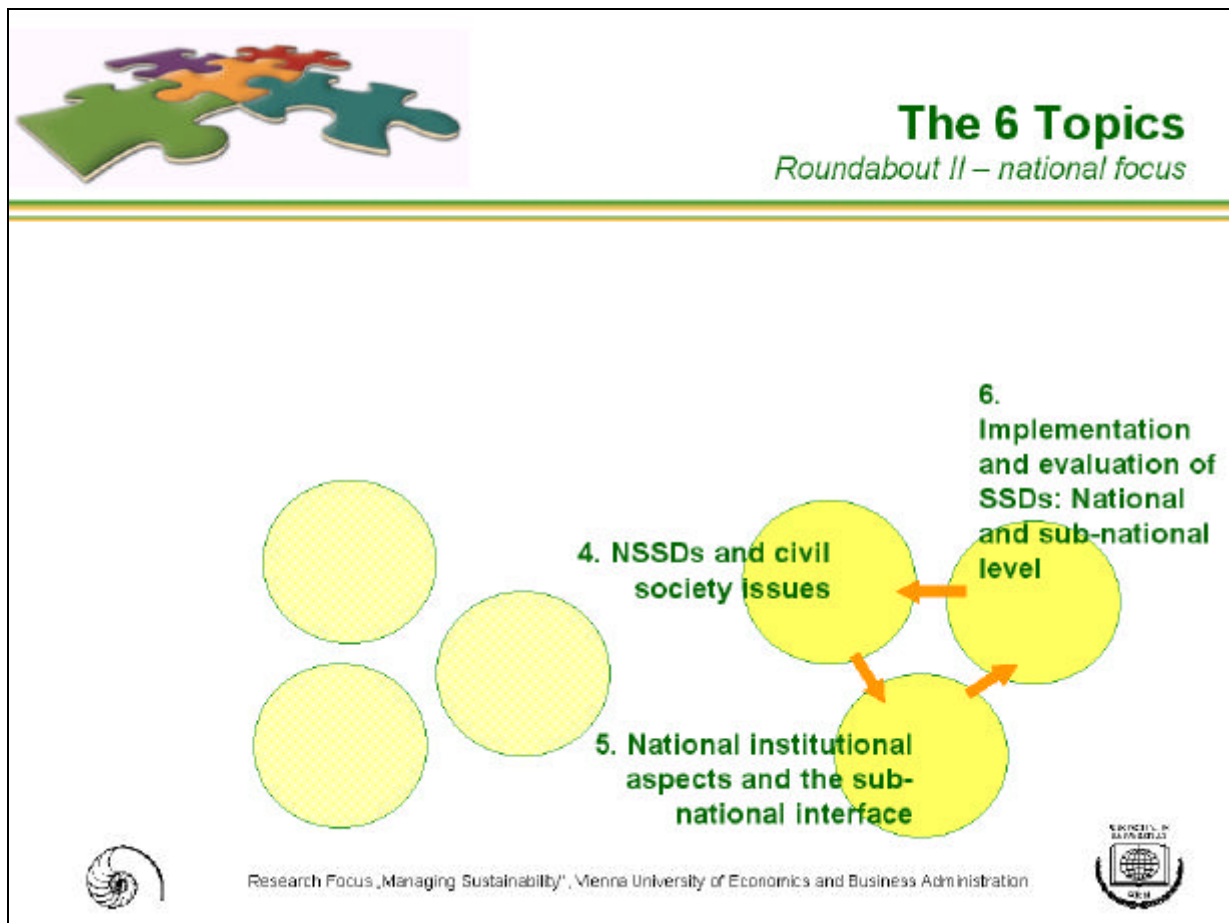 The 6 Topics
Roundabout II – national focus
6.
Implementation
and evaluation of
SSDs: National
and sub-national
level
4. NSSDs and civil
society issues
5. National institutional
aspects and the sub-
national interface
Research Focus „Managing Sustainability", Vienna University of Economics and Business Administration